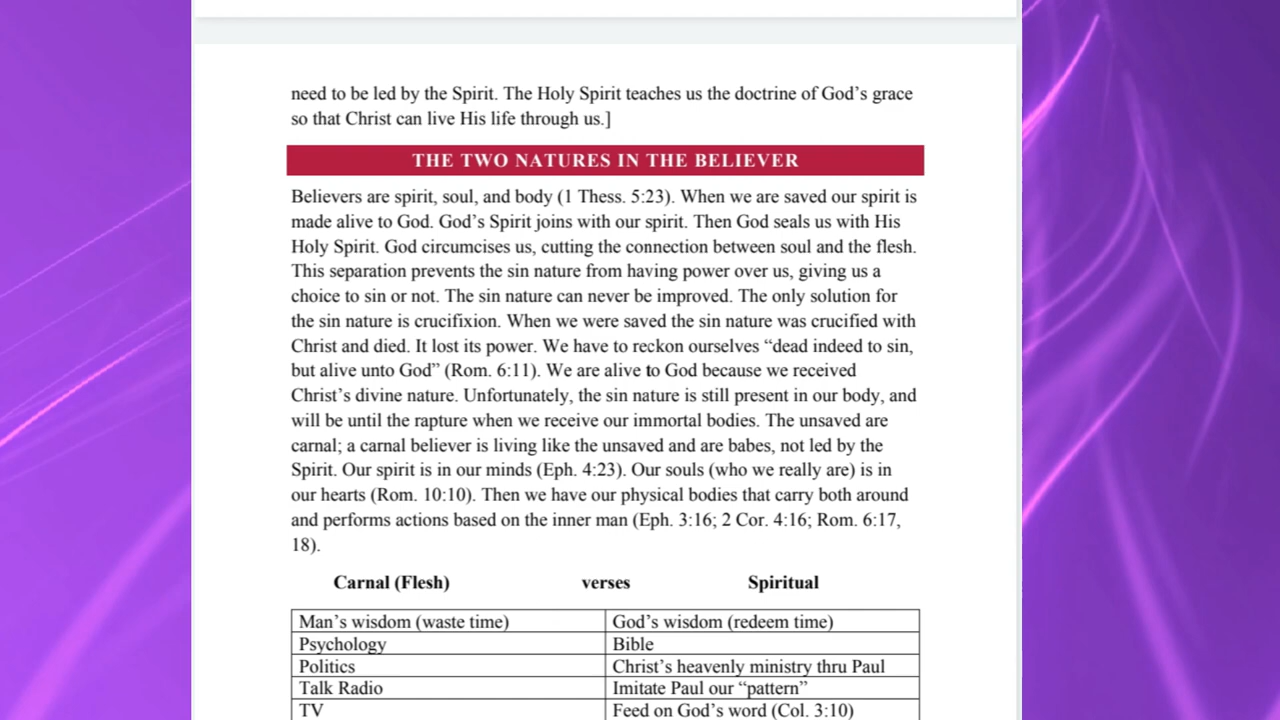 need to be led by the Spirit. The Holy Spirit teaches us the doctrine of God’s grace
so that Christ can live His life through us.]
THE TWO NATURES IN THE BELIEVER
Believers are spirit, soul, and body (1 Thess. 5:23). When we are saved our spirit is
made alive to God. God’s Spirit joins with our spirit. Then God seals us with His
Holy Spirit. God circumcises us, cutting the connection between soul and the flesh.
This separation prevents the sin nature from having power over us, giving us a
choice to sin or not. The sin nature can never be improved. The only solution for
the sin nature is crucifixion. When we were saved the sin nature was crucified with
Christ and died. It lost its power. We have to reckon ourselves “dead indeed to sin,
but alive unto God” (Rom. 6:11). We are alive to God because we received
Christ’s divine nature. Unfortunately, the sin nature is still present in our body, and
will be until the rapture when we receive our immortal bodies. The unsaved are
carnal; a carnal believer is living like the unsaved and are babes, not led by the
Spirit. Our spirit is in our minds (Eph. 4:23). Our souls (who we really are) is in
our hearts (Rom. 10:10). Then we have our physical bodies that carry both around
and performs actions based on the inner man (Eph. 3:16; 2 Cor. 4:16; Rom. 6:17,
18).
Carnal (Flesh) verses Spiritual
Man’s wisdom (waste time) God’s wisdom (redeem time)
Psychology Bible
Politics Christ’s heavenly ministry thru Paul
Talk Radio Imitate Paul our “pattern”
TV Feed on God’s word (Col. 3:10)